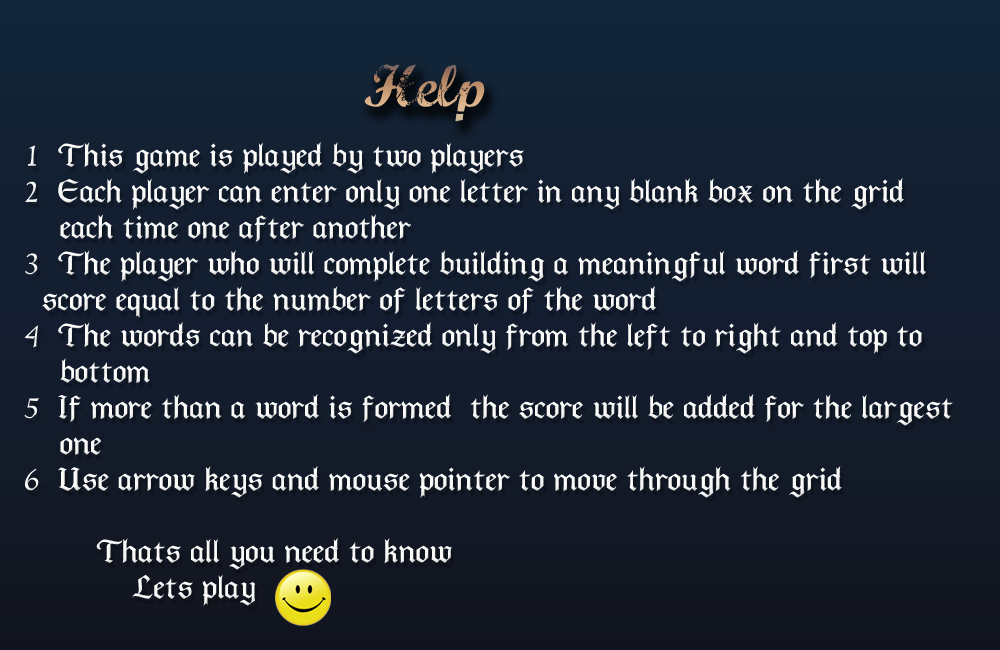 Help
1 This game is played by two players
2 Each player can enter only one letter in any blank box on the grid
each time one after another
3 The player who will complete building a meaningful word first will
score equal to the number of letters of the word
4 The words can be recognized only from the left to right and top to
bottom
5 If more than a word is formed the score will be added for the largest
one
6 Use arrow keys and mouse pointer to move through the grid
Thats all you need to know
Lets play